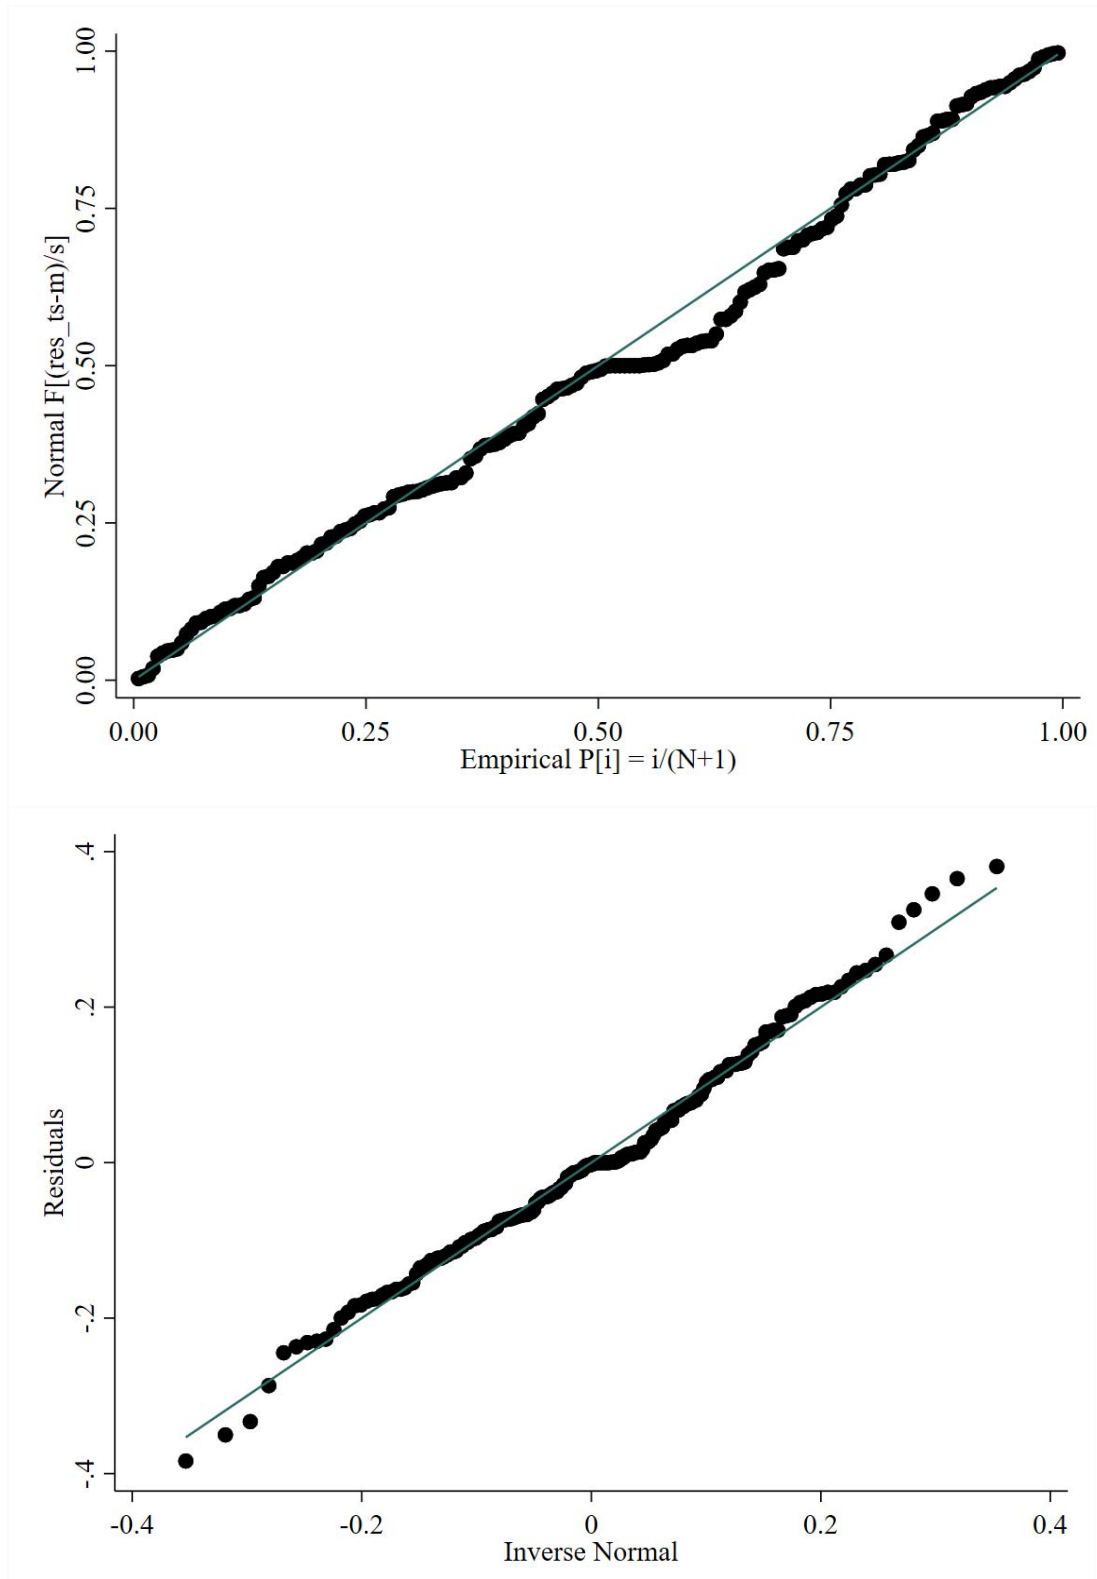 1.00
0.75
0.50
0.25
0.00
Normal F[(res_ts-m)/s]
0.00 0.25 0.50 0.75 1.00
Empirical P[i] = i/(N+1)
.4
.2
0
-.2
-.4
Residuals
-0.4 -0.2 0 0.2 0.4
Inverse Normal